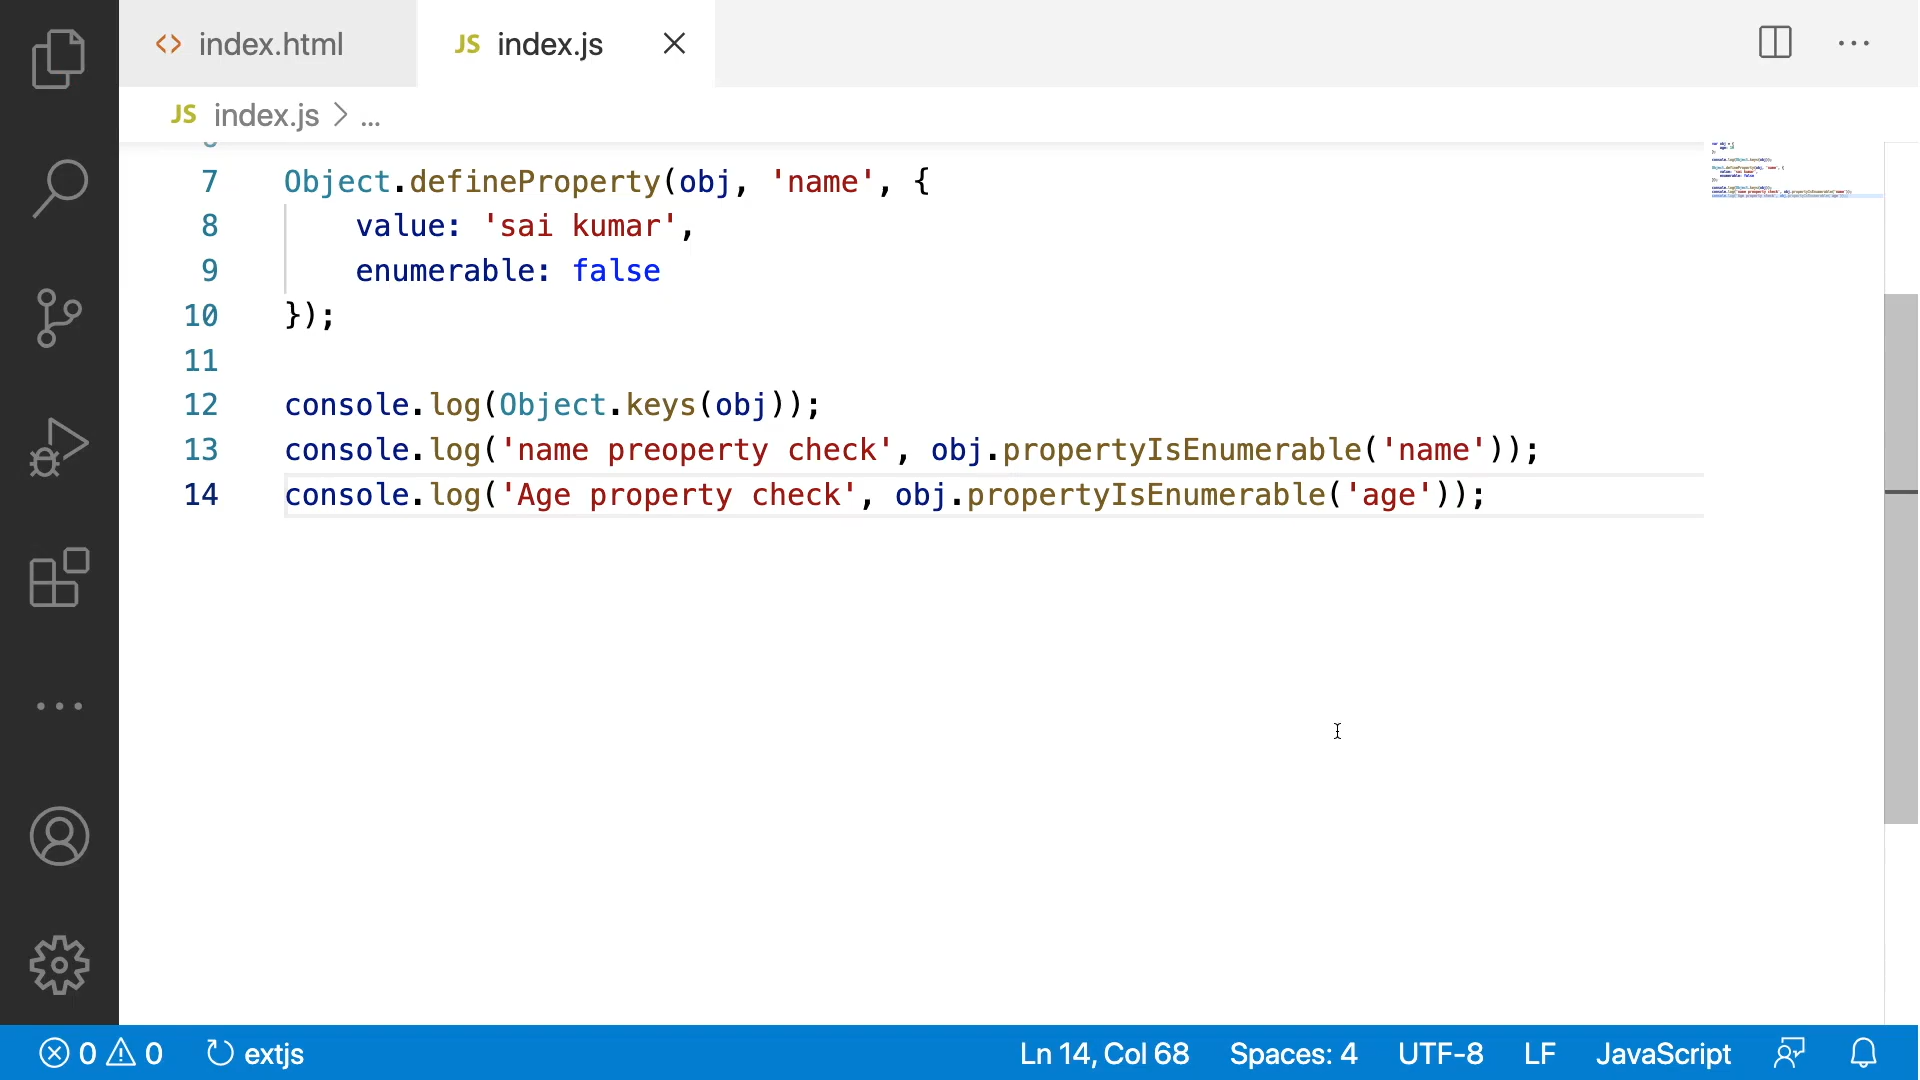 index.html
JS index.js
JS index.js > ...
7 Object.defineProperty(obj, 'name', {
8 value: 'sai kumar',
9 enumerable: false
10 });
11
12 console.log(Object.keys(obj));
13 console.log('name preoperty check', obj.propertyIsEnumerable('name'));
14 console.log('Age property check', obj.propertyIsEnumerable('age'));
0 0 extjs Ln 14, Col 68 Spaces: 4 UTF-8 LF JavaScript